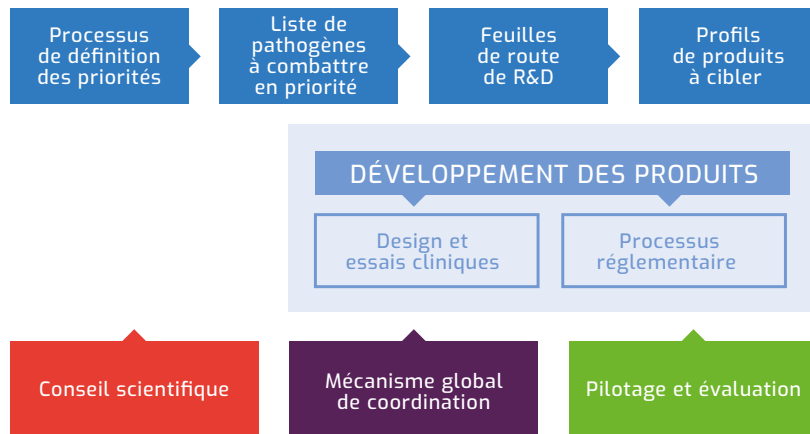 Processus
de définition
des priorités
Liste de
pathogènes
à combattre
en priorité
Feuilles
de route
de R&D
Profils
de produits
à cibler
DÉVELOPPEMENT DES PRODUITS
Design et
essais cliniques
Processus
réglementaire
Conseil scientifique
Mécanisme global
de coordination
Pilotage et évaluation